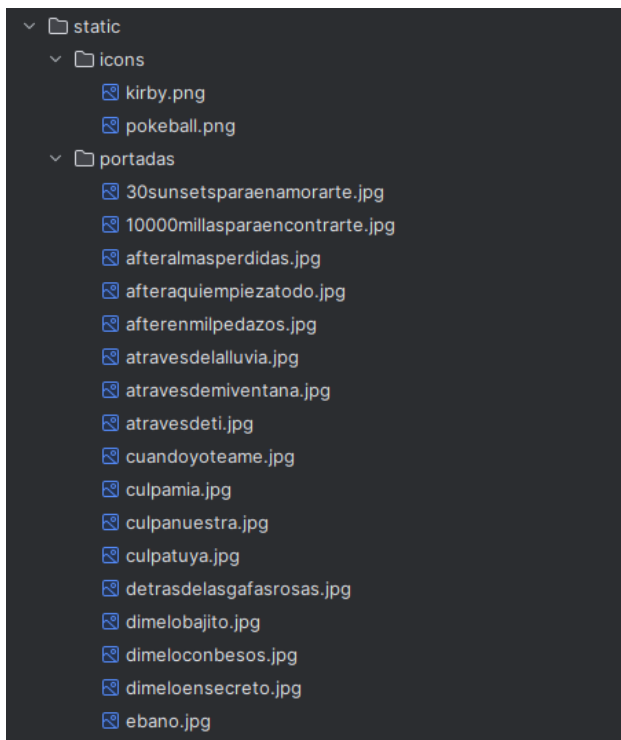 static
icons
kirby.png
pokeball.png
portadas
30sunsetsparaenamorarte.jpg
10000millasparaencontrarte.jpg
afteralmasperdidas.jpg
afteraquiempiezatodo.jpg
afterenmilpedazos.jpg
atravesdelalluvia.jpg
atravesdemiventana.jpg
atravesdeti.jpg
cuandoyoteame.jpg
culpamia.jpg
culpanuestra.jpg
culpatuya.jpg
detrasdelasgafasrosas.jpg
dimelobajito.jpg
dimeloconbesos.jpg
dimeloensecreto.jpg
ebano.jpg